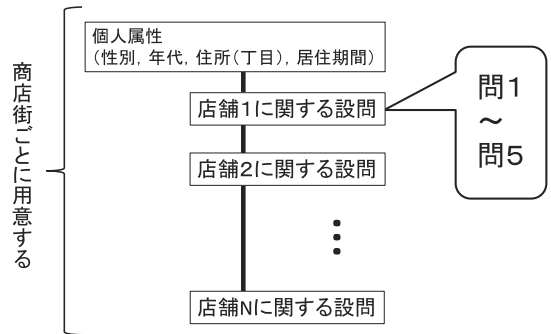 商店街ごとに用意する
個人属性
（性別，年代，住所（丁目），居住期間）
店舗1に関する設問
問1
～
問5
店舗2に関する設問
店舗Nに関する設問